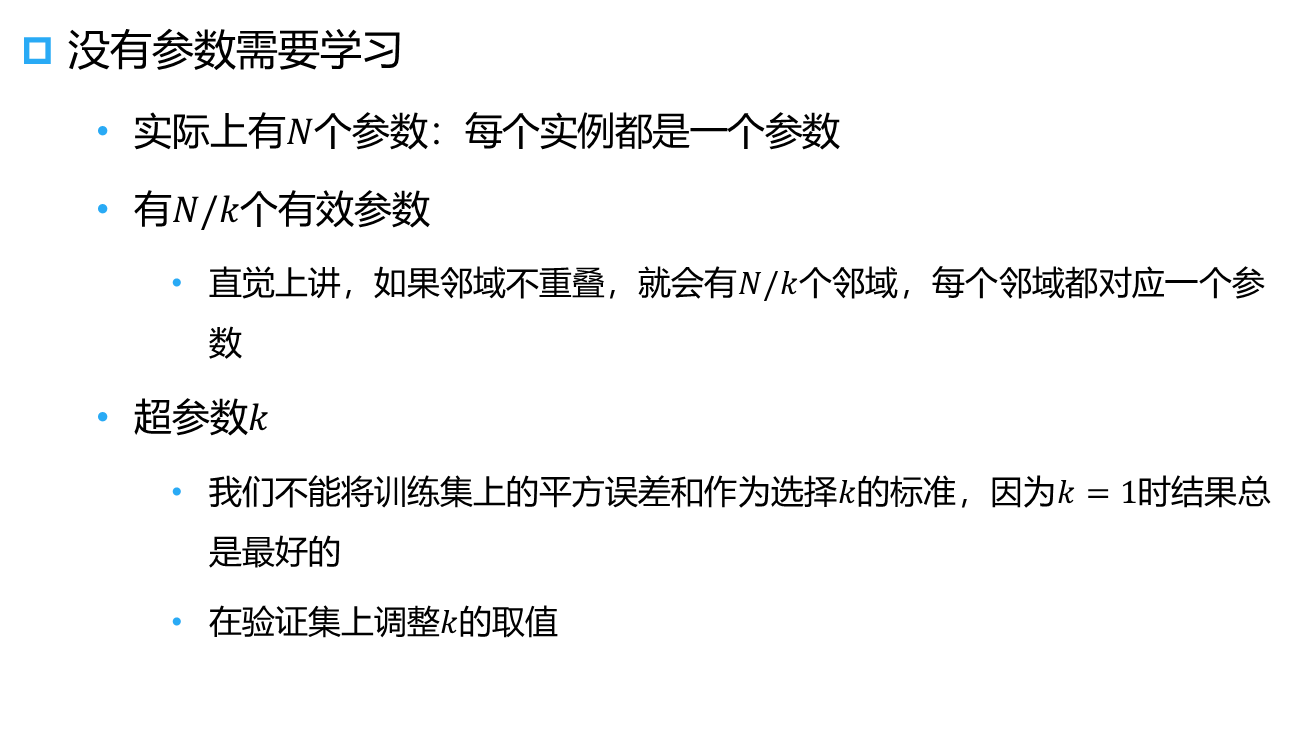 没有参数需要学习
• 实际上有N个参数：每个实例都是一个参数
• 有N/k个有效参数
• 直觉上讲，如果邻域不重叠，就会有N/k个邻域，每个邻域都对应一个参
数
• 超参数k
• 我们不能将训练集上的平方误差和作为选择k的标准，因为k = 1时结果总
是最好的
• 在验证集上调整k的取值